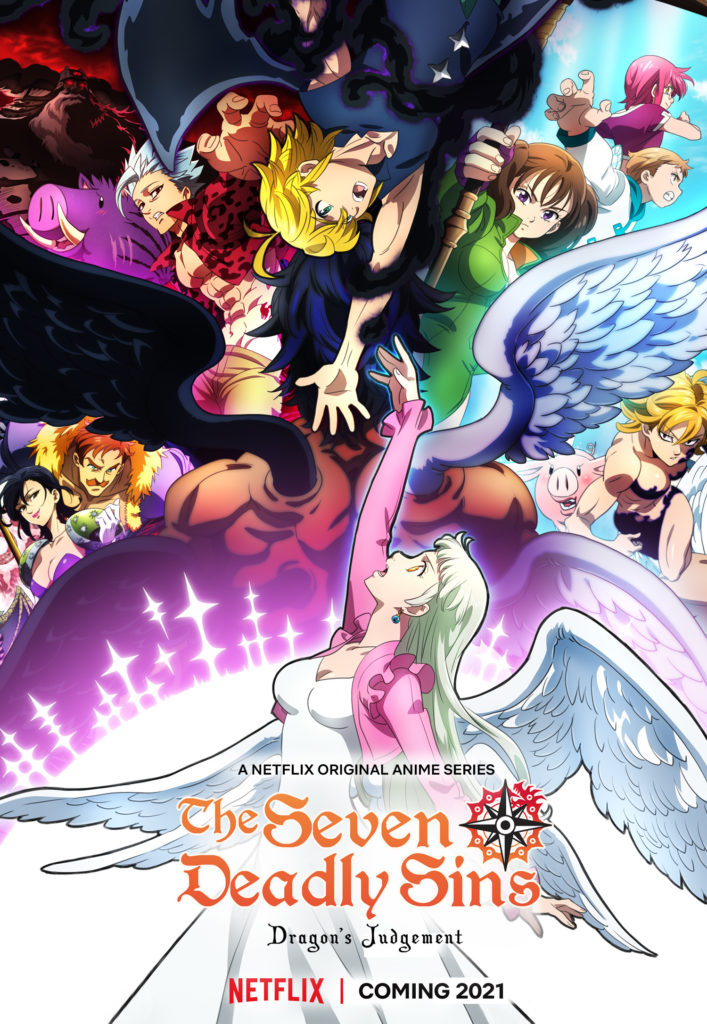 A NETFLIX ORIGINAL ANIME SERIES
The Seven
Deadly Sins
Dragon's Judgement
NETFLIX | COMING 2021